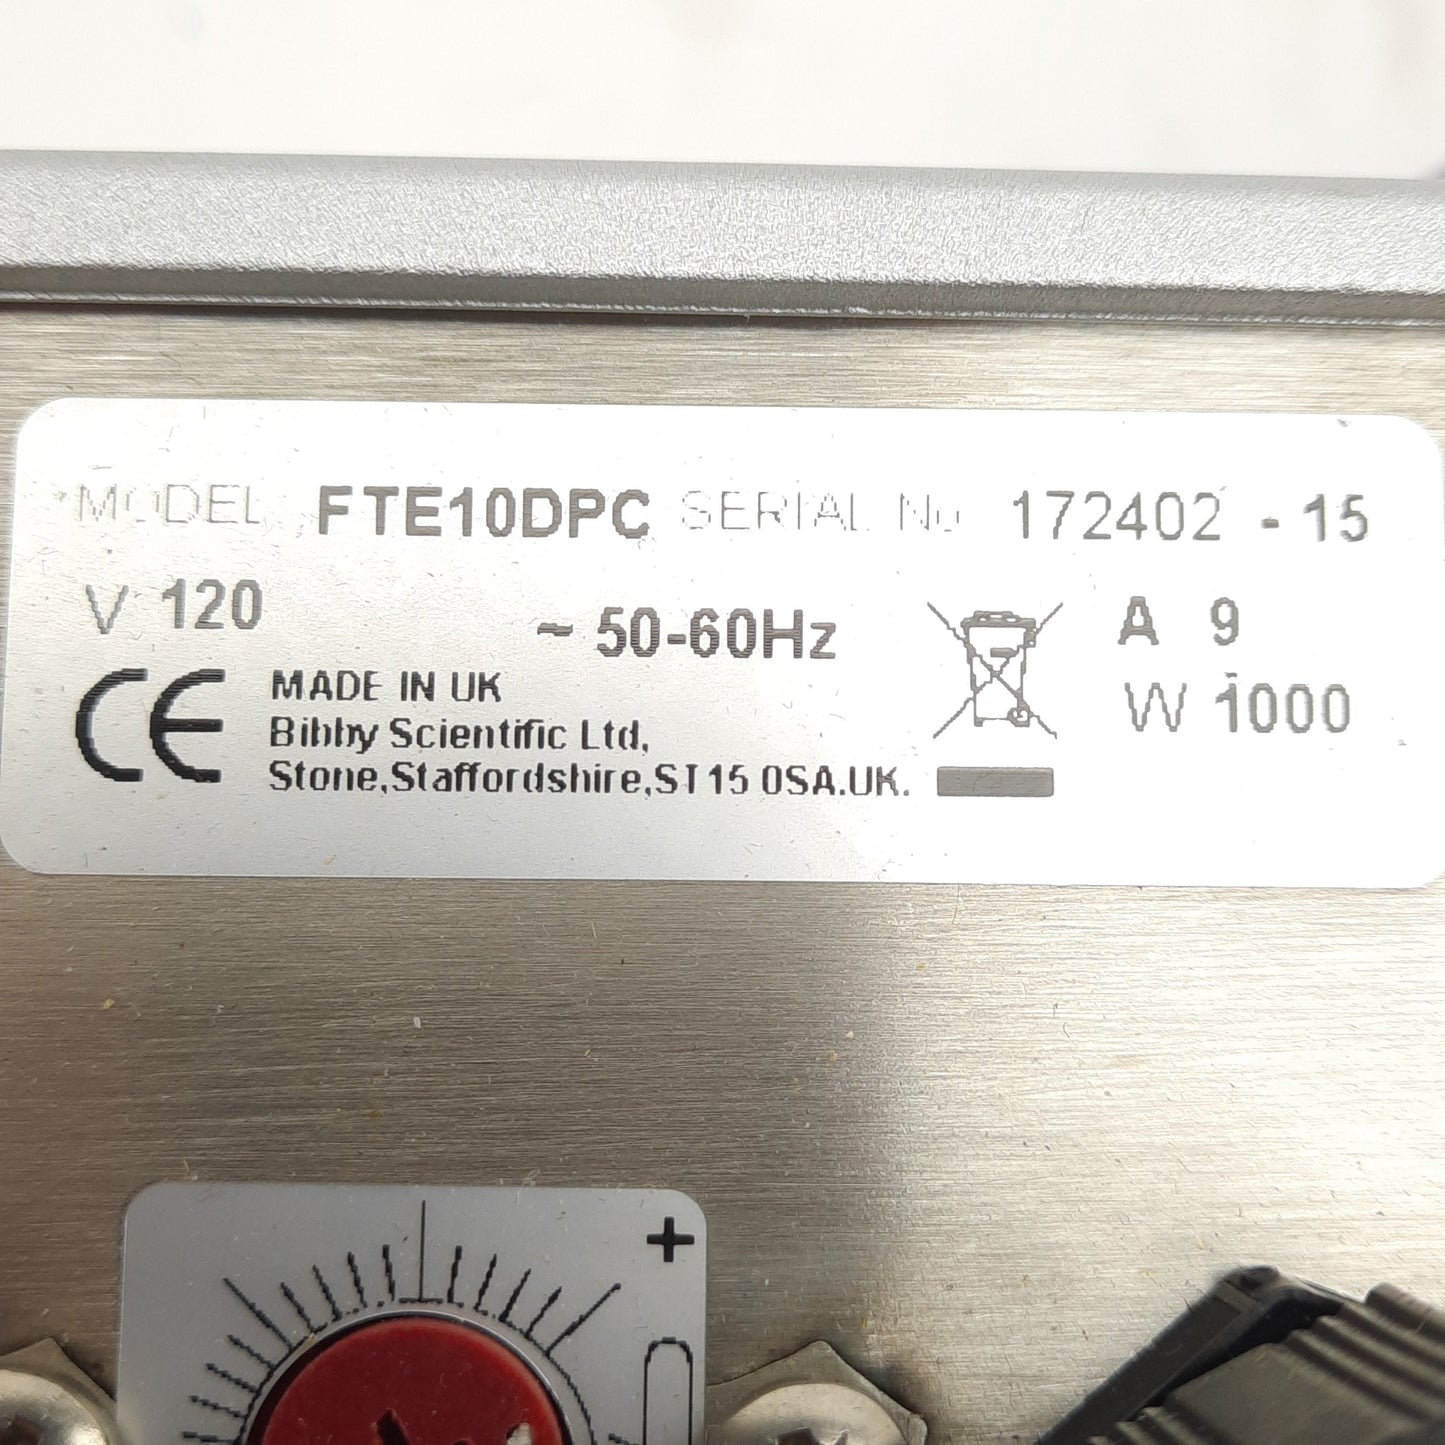 MODEL FTE10DPC SERIAL No 172402 - 15
V 120 ~ 50-60Hz A 9
W 1000
CE MADE IN UK
Bibby Scientific Ltd,
Stone,Staffordshire,ST15 0SA.UK.
+